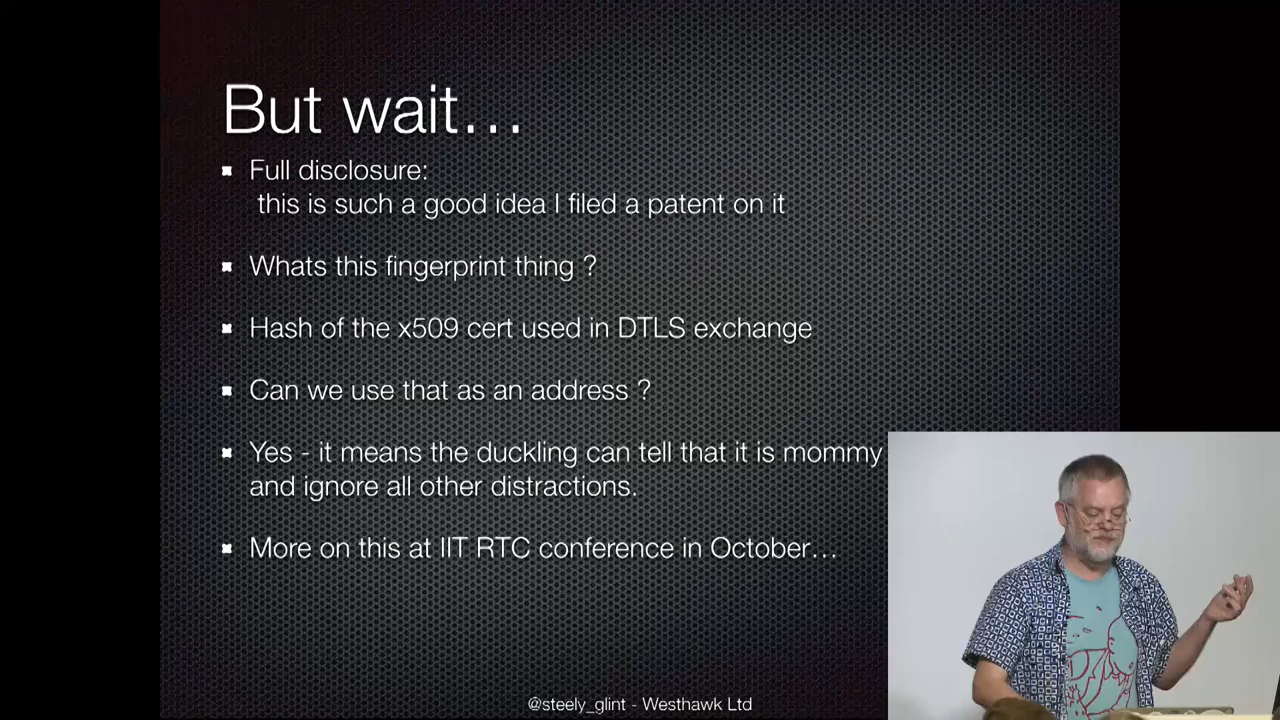 But wait…
Full disclosure:
this is such a good idea I filed a patent on it
Whats this fingerprint thing ?
Hash of the x509 cert used in DTLS exchange
Can we use that as an address ?
Yes - it means the duckling can tell that it is mommy
and ignore all other distractions.
More on this at IIT RTC conference in October…
@steely_glint - Westhawk Ltd